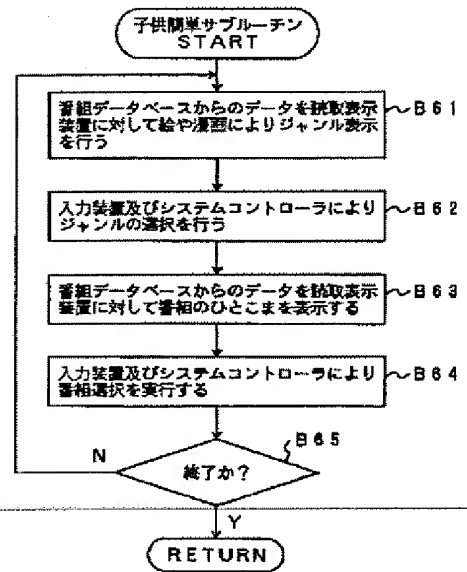 子供簡単サブルーチン
START
番組データベースからのデータを読取表示
装置に対して絵や漫画によりジャンル表示
を行う
B61
入力装置及びシステムコントローラにより
ジャンルの選択を行う
B62
番組データベースからのデータを読取表示
装置に対して番組のひとこまを表示する
B63
入力装置及びシステムコントローラにより
番組選択を実行する
B64
B65
N
終了か?
Y
RETURN